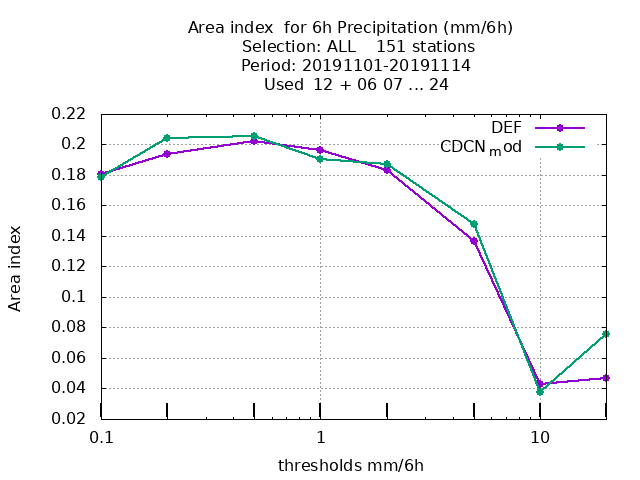 Area index  for 6h Precipitation (mm/6h)
Selection: ALL    151 stations
Period: 20191101-20191114
Used  12 + 06 07 ... 24
DEF
CDCN_mod
0.22
0.2
0.18
0.16
0.14
0.12
0.1
0.08
0.06
0.04
0.02
Area index
0.1
1
10
thresholds mm/6h